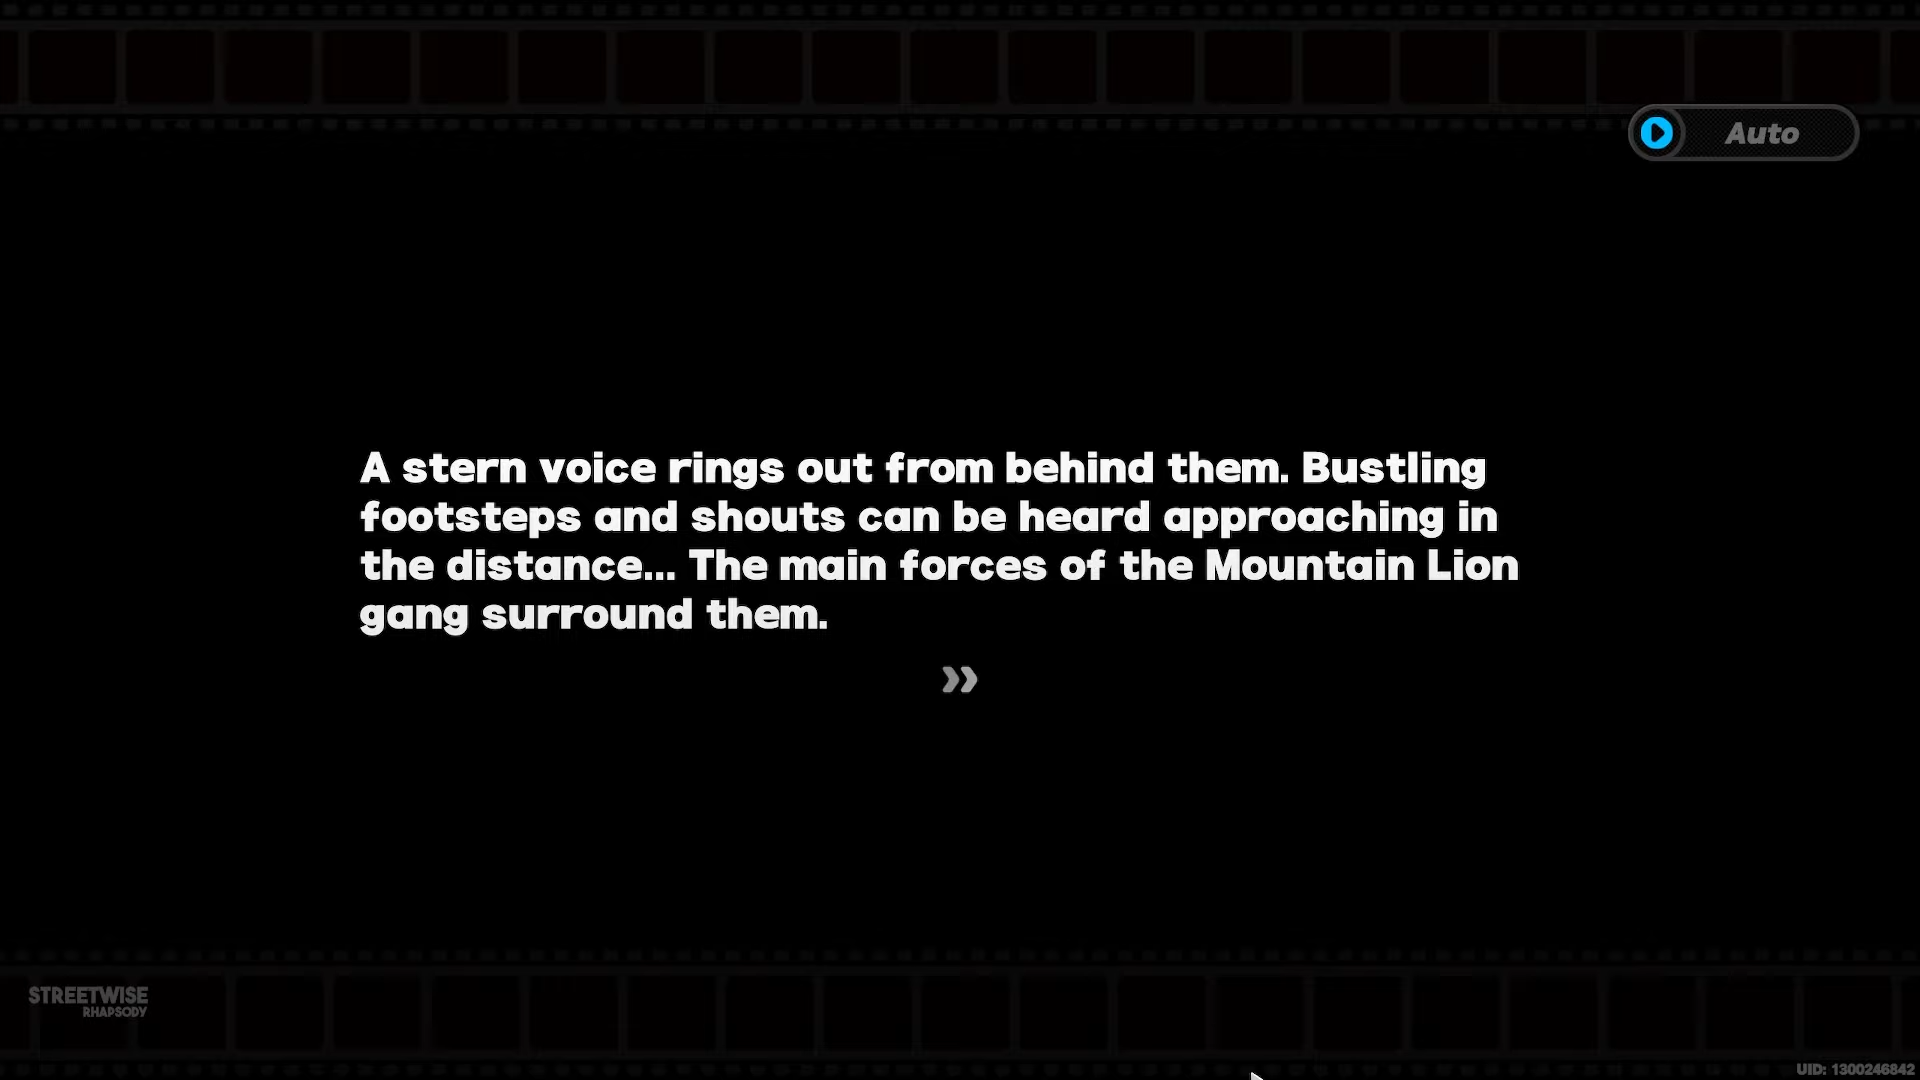 Auto
A stern voice rings out from behind them. Bustling
footsteps and shouts can be heard approaching in
the distance... The main forces of the Mountain Lion
gang surround them.
STREETWISE
RHAPSODY
UID: 1300246842